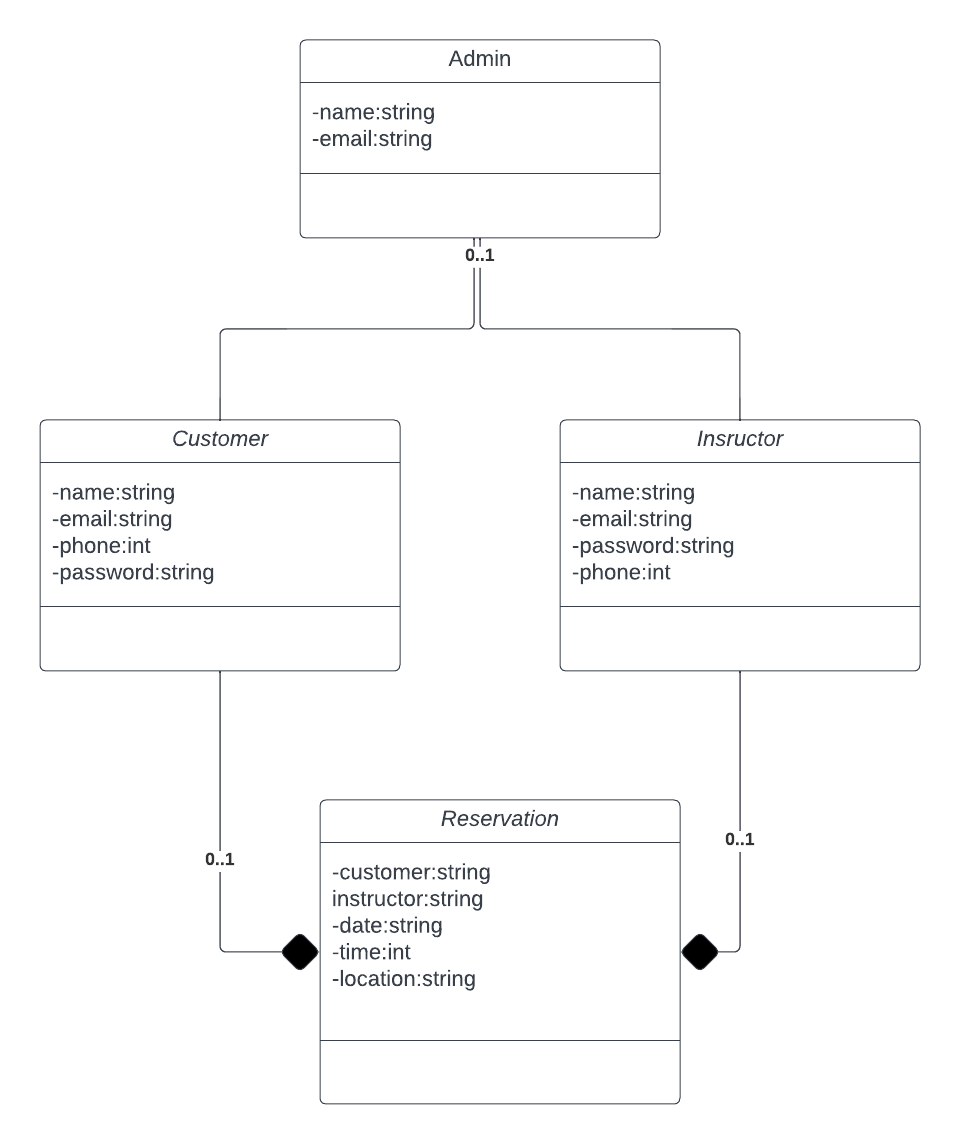 Admin
-name:string
-email:string
0..1
Customer
-name:string
-email:string
-phone:int
-password:string
Insructor
-name:string
-email:string
-password:string
-phone:int
0..1
0..1
Reservation
-customer:string
instructor:string
-date:string
-time:int
-location:string